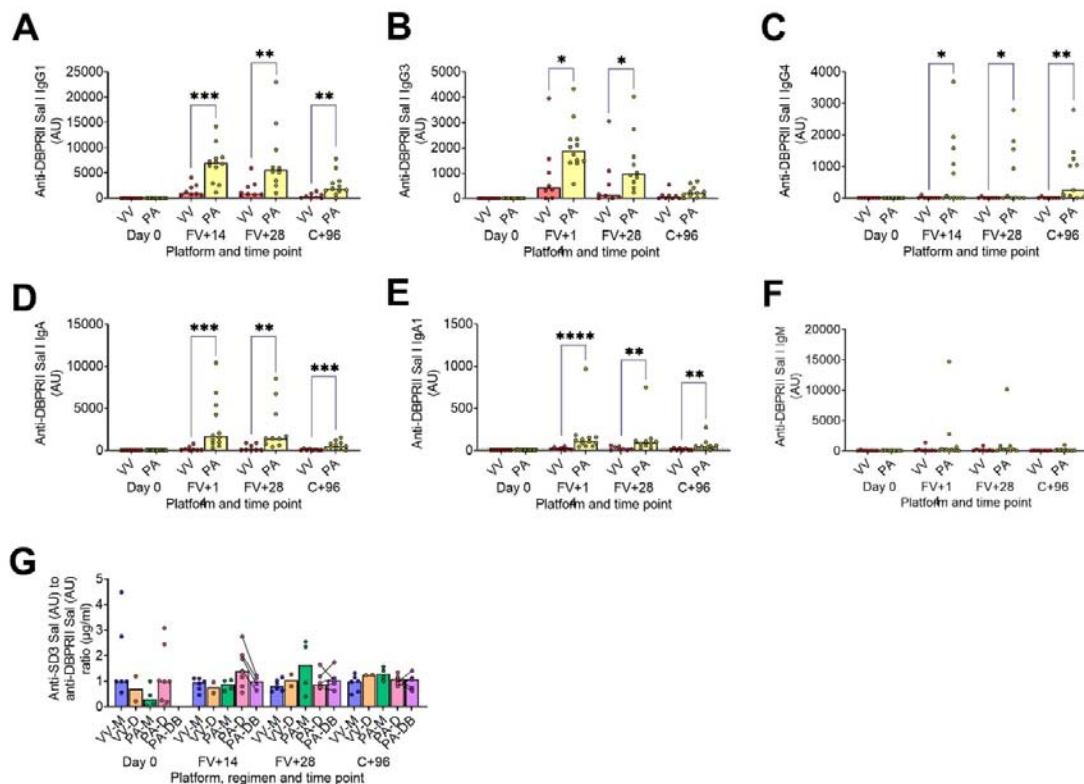 A
B
C
Anti-DBPRII Sal I IgG1
(AU)
25000
20000
15000
10000
5000
0
***
**
**
VV
PA
VV
PA
VV
PA
VV
PA
Day 0
FV+14
FV+28
C+96
Platform and time point
Anti-DBPRII Sal I IgG3
(AU)
5000
4000
3000
2000
1000
0
*
*
VV
PA
VV
PA
VV
PA
VV
PA
Day 0
FV+1
4
FV+28
C+96
Platform and time point
Anti-DBPRII Sal I IgG4
(AU)
4000
3000
2000
1000
0
*
*
**
VV
PA
VV
PA
VV
PA
VV
PA
Day 0
FV+14
FV+28
C+96
Platform and time point
D
E
F
Anti-DBPRII Sal I IgA
(AU)
15000
10000
5000
0
***
**
***
VV
PA
VV
PA
VV
PA
VV
PA
Day 0
FV+1
4
FV+28
C+96
Platform and time point
Anti-DBPRII Sal I IgA1
(AU)
1500
1000
500
0
****
**
**
VV
PA
VV
PA
VV
PA
VV
PA
Day 0
FV+1
4
FV+28
C+96
Platform and time point
Anti-DBPRII Sal I IgM
(AU)
20000
15000
10000
5000
0
VV
PA
VV
PA
VV
PA
VV
PA
Day 0
FV+1
4
FV+28
C+96
Platform and time point
G
Anti-SD3 Sal (AU) to
anti-DBPRII Sal (AU)
ratio (µg/ml)
5
4
3
2
1
0
VV-M
VV-D
PA-M
PA-D
PA-DB
VV-M
VV-D
PA-M
PA-D
PA-DB
VV-M
VV-D
PA-M
PA-D
PA-DB
VV-M
VV-D
PA-M
PA-D
PA-DB
Day 0
FV+14
FV+28
C+96
Platform, regimen and time point